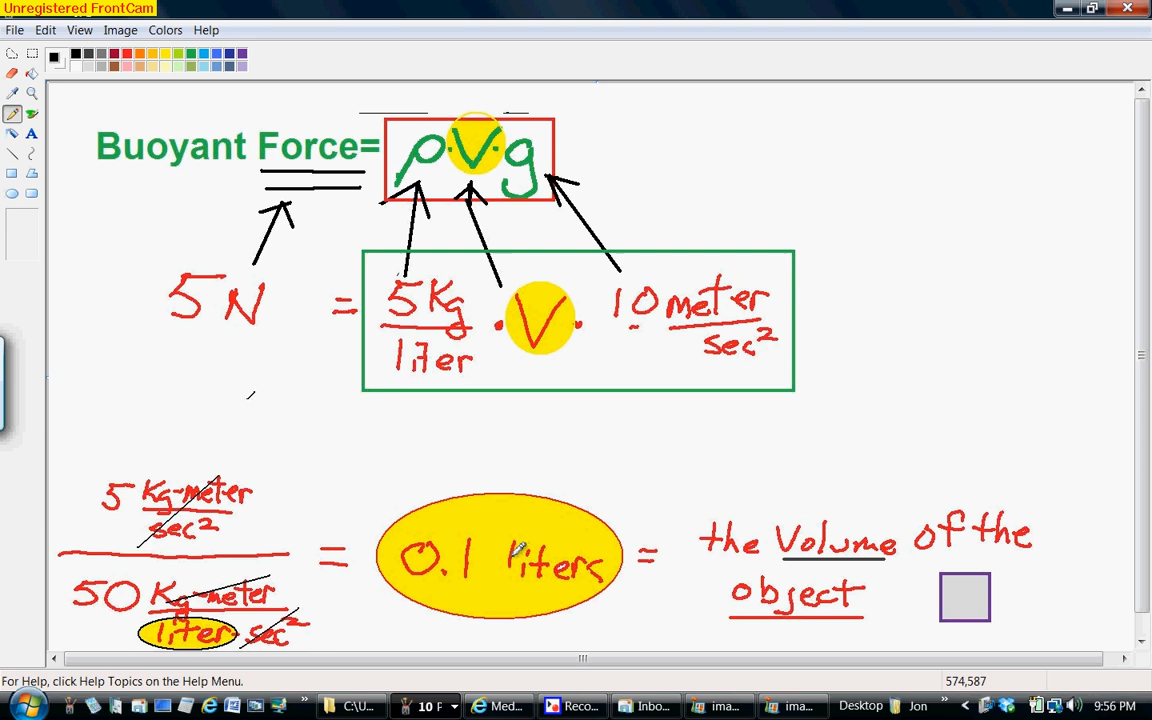 Unregistered FrontCam
File Edit View Image Colors Help
Buoyant Force= ρ·V·g
5 N = 5 Kg/liter · V · 10 meter/sec²
5 Kg-meter/sec²
50 Kg-meter/liter·sec² = 0.1 liters = the Volume of the
object
For Help, click Help Topics on the Help Menu. 574,587
C:\U... 10 F Med... Reco... Inbo... ima... ima... Desktop Jon 9:56 PM